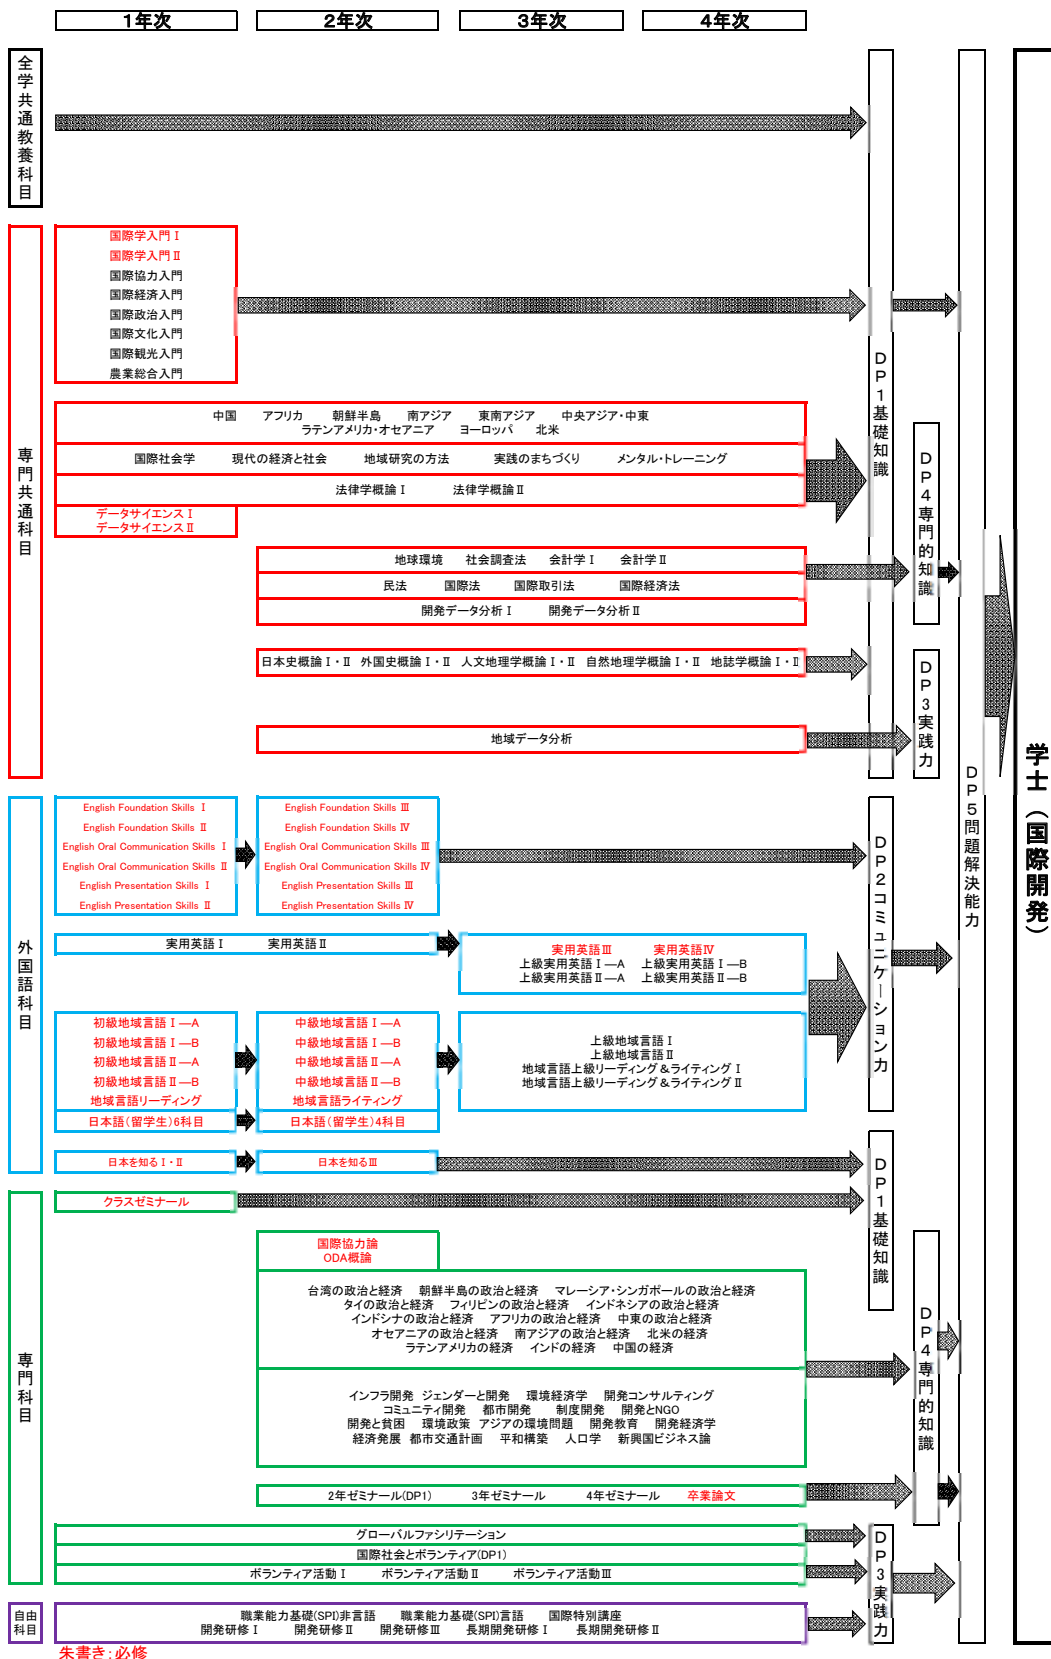 1年次 2年次 3年次 4年次
全学共通教養科目
専門共通科目
国際学入門Ⅰ
国際学入門Ⅱ
国際協力入門
国際経済入門
国際政治入門
国際文化入門
国際観光入門
農業総合入門
中国 アフリカ 朝鮮半島 南アジア 東南アジア 中央アジア・中東
ラテンアメリカ・オセアニア ヨーロッパ 北米
国際社会学 現代の経済と社会 地域研究の方法 実践のまちづくり メンタル・トレーニング
法律学概論Ⅰ 法律学概論Ⅱ
データサイエンスⅠ
データサイエンスⅡ
地球環境 社会調査法 会計学Ⅰ 会計学Ⅱ
民法 国際法 国際取引法 国際経済法
開発データ分析Ⅰ 開発データ分析Ⅱ
日本史概論Ⅰ・Ⅱ 外国史概論Ⅰ・Ⅱ 人文地理学概論Ⅰ・Ⅱ 自然地理学概論Ⅰ・Ⅱ 地誌学概論Ⅰ・Ⅱ
地域データ分析
DP1基礎知識
DP4専門的知識
DP3実践力
DP5問題解決能力
学士(国際開発)
外国語科目
English Foundation Skills Ⅰ
English Foundation Skills Ⅱ
English Oral Communication Skills Ⅰ
English Oral Communication Skills Ⅱ
English Presentation Skills Ⅰ
English Presentation Skills Ⅱ
English Foundation Skills Ⅲ
English Foundation Skills Ⅳ
English Oral Communication Skills Ⅲ
English Oral Communication Skills Ⅳ
English Presentation Skills Ⅲ
English Presentation Skills Ⅳ
実用英語Ⅰ 実用英語Ⅱ
実用英語Ⅲ 実用英語Ⅳ
上級実用英語Ⅰ―A 上級実用英語Ⅰ―B
上級実用英語Ⅱ―A 上級実用英語Ⅱ―B
初級地域言語Ⅰ―A
初級地域言語Ⅰ―B
初級地域言語Ⅱ―A
初級地域言語Ⅱ―B
地域言語リーディング
日本語(留学生)6科目
中級地域言語Ⅰ―A
中級地域言語Ⅰ―B
中級地域言語Ⅱ―A
中級地域言語Ⅱ―B
地域言語ライティング
日本語(留学生)4科目
上級地域言語Ⅰ
上級地域言語Ⅱ
地域言語上級リーディング&ライティングⅠ
地域言語上級リーディング&ライティングⅡ
日本を知るⅠ・Ⅱ
日本を知るⅢ
DP2コミュニケーション力
DP1基礎知識
専門科目
クラスゼミナール
国際協力論
ODA概論
台湾の政治と経済 朝鮮半島の政治と経済 マレーシア・シンガポールの政治と経済
タイの政治と経済 フィリピンの政治と経済 インドネシアの政治と経済
インドシナの政治と経済 アフリカの政治と経済 中東の政治と経済
オセアニアの政治と経済 南アジアの政治と経済 北米の経済
ラテンアメリカの経済 インドの経済 中国の経済
インフラ開発 ジェンダーと開発 環境経済学 開発コンサルティング
コミュニティ開発 都市開発 制度開発 開発とNGO
開発と貧困 環境政策 アジアの環境問題 開発教育 開発経済学
経済発展 都市交通計画 平和構築 人口学 新興国ビジネス論
2年ゼミナール(DP1) 3年ゼミナール 4年ゼミナール 卒業論文
グローバルファシリテーション
国際社会とボランティア(DP1)
ボランティア活動Ⅰ ボランティア活動Ⅱ ボランティア活動Ⅲ
DP4専門的知識
DP3実践力
自由
科目
職業能力基礎(SPI)非言語 職業能力基礎(SPI)言語 国際特別講座
開発研修Ⅰ 開発研修Ⅱ 開発研修Ⅲ 長期開発研修Ⅰ 長期開発研修Ⅱ
朱書き:必修